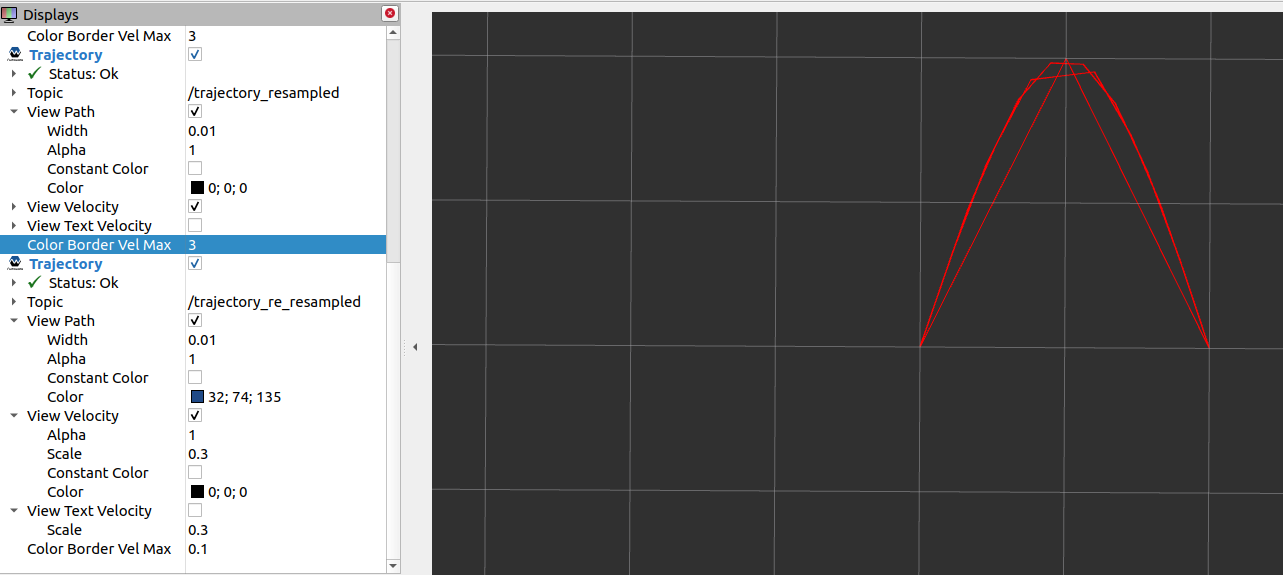 Displays
Color Border Vel Max 3
Trajectory
Status: Ok
Topic /trajectory_resampled
View Path
Width 0.01
Alpha 1
Constant Color
Color 0; 0; 0
View Velocity
View Text Velocity
Color Border Vel Max 3
Trajectory
Status: Ok
Topic /trajectory_re_resampled
View Path
Width 0.01
Alpha 1
Constant Color
Color 32; 74; 135
View Velocity
Alpha 1
Scale 0.3
Constant Color
Color 0; 0; 0
View Text Velocity
Scale 0.3
Color Border Vel Max 0.1